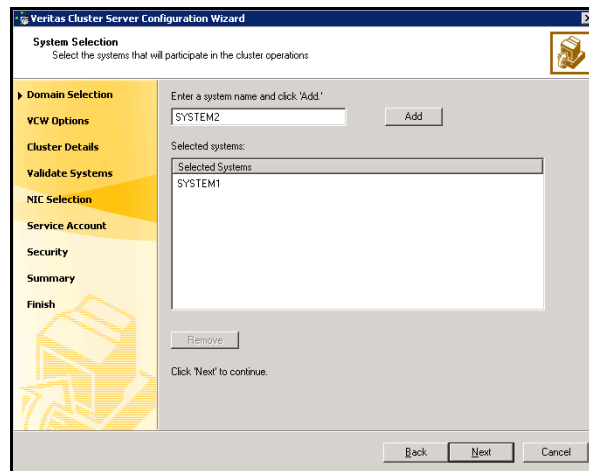 Veritas Cluster Server Configuration Wizard
System Selection
Select the systems that will participate in the cluster operations
Domain Selection
VCW Options
Cluster Details
Validate Systems
NIC Selection
Service Account
Security
Summary
Finish
Enter a system name and click 'Add.'
SYSTEM2
Add
Selected systems:
Selected Systems
SYSTEM1
Remove
Click 'Next' to continue.
Back
Next
Cancel